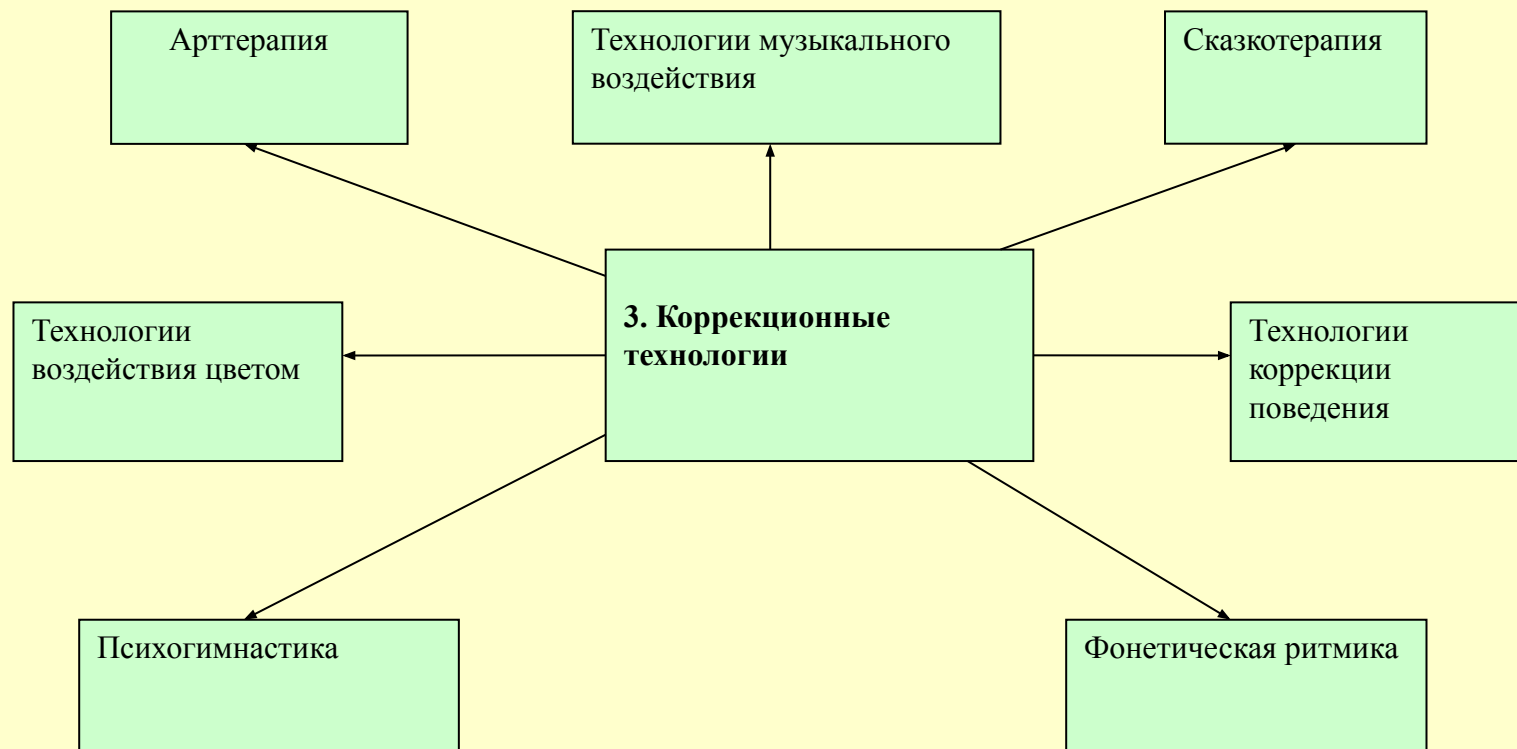 Арттерапия
Технологии музыкального
воздействия
Сказкотерапия
3. Коррекционные
технологии
Технологии
воздействия цветом
Технологии
коррекции
поведения
Психогимнастика
Фонетическая ритмика